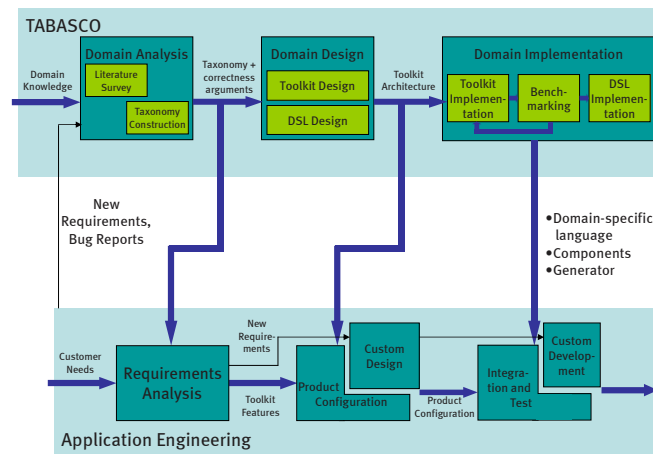 TABASCO
Domain Analysis
Literature
Survey
Taxonomy
Construction
Domain
Knowledge
Taxonomy +
correctness
arguments
Domain Design
Toolkit Design
DSL Design
Toolkit
Architecture
Domain Implementation
Toolkit
Implemen-
tation
Bench-
marking
DSL
Implemen-
tation
New
Requirements,
Bug Reports
•Domain-specific
language
•Components
•Generator
Customer
Needs
Requirements
Analysis
New
Require-
ments
Toolkit
Features
Product
Configuration
Custom
Design
Product
Configuration
Integra-
tion and
Test
Custom
Develop-
ment
Application Engineering